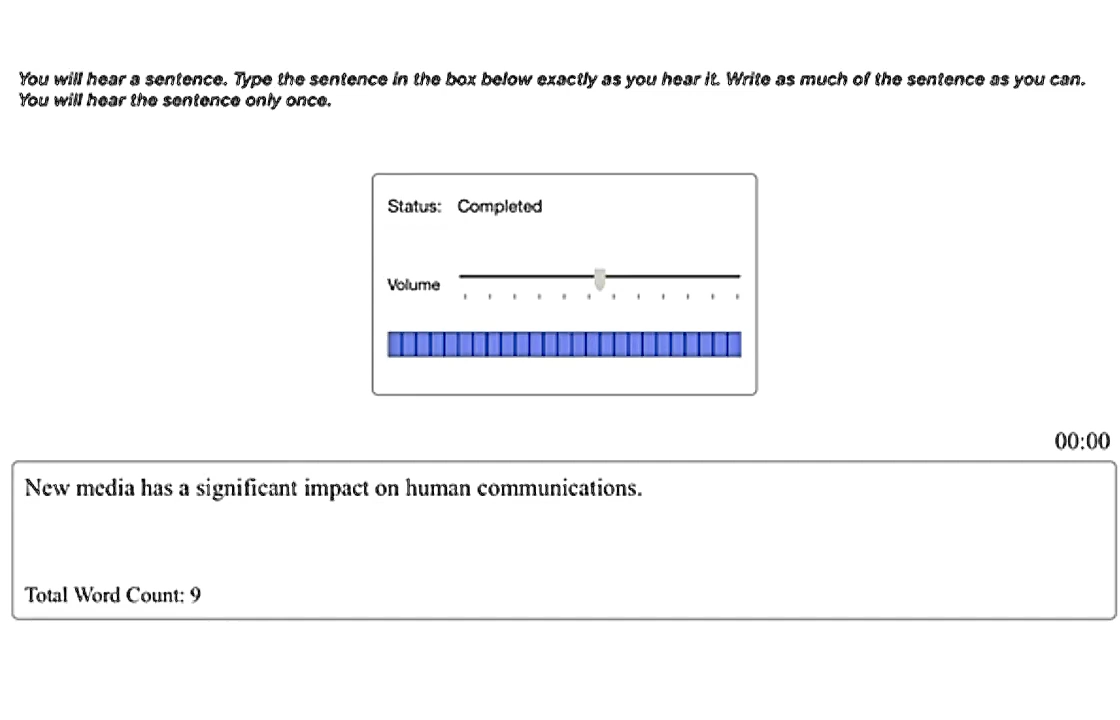 You will hear a sentence. Type the sentence in the box below exactly as you hear it. Write as much of the sentence as you can.
You will hear the sentence only once.
Status: Completed
Volume
00:00
New media has a significant impact on human communications.
Total Word Count: 9